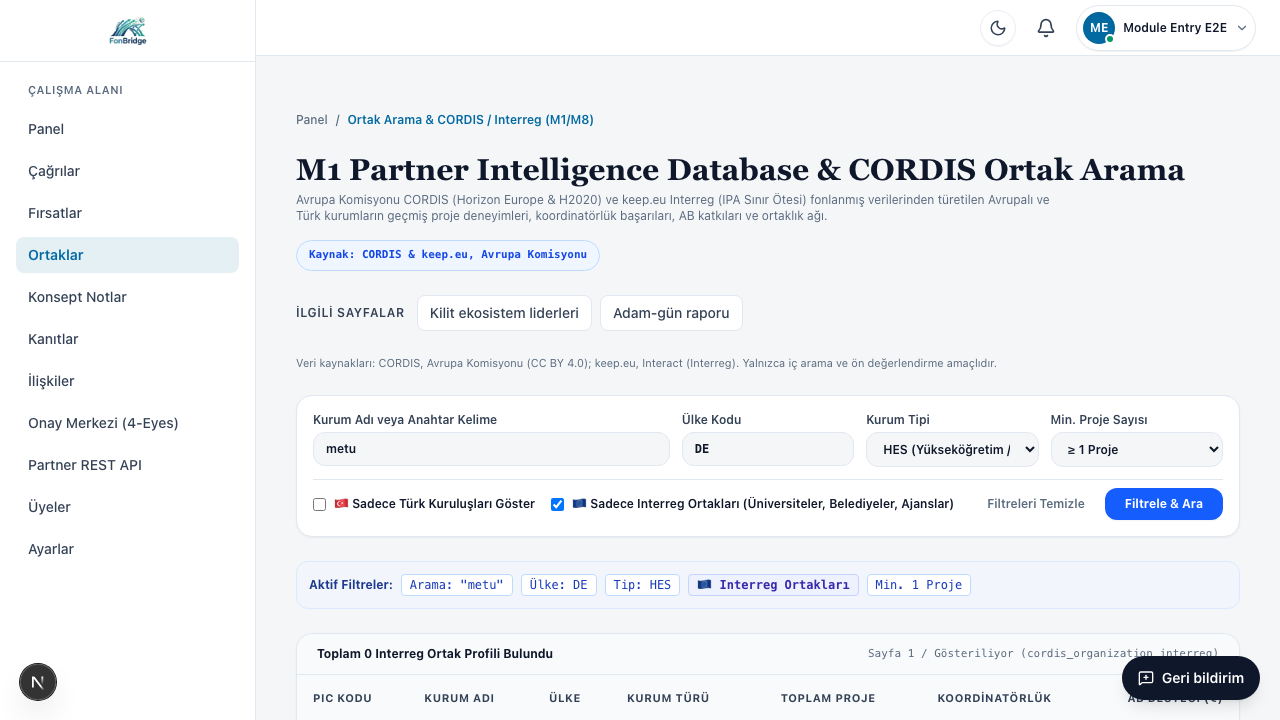 FonBridge
ME
Module Entry E2E
ÇALIŞMA ALANI
Panel
Çağrılar
Fırsatlar
Ortaklar
Konsept Notlar
Kanıtlar
İlişkiler
Onay Merkezi (4-Eyes)
Partner REST API
Üyeler
Ayarlar
N
Panel / Ortak Arama & CORDIS / Interreg (M1/M8)
M1 Partner Intelligence Database & CORDIS Ortak Arama
Avrupa Komisyonu CORDIS (Horizon Europe & H2020) ve keep.eu Interreg (IPA Sınır Ötesi) fonlanmış verilerinden türetilen Avrupalı ve
Türk kurumların geçmiş proje deneyimleri, koordinatörlük başarıları, AB katkıları ve ortaklık ağı.
Kaynak: CORDIS & keep.eu, Avrupa Komisyonu
İLGİLİ SAYFALAR Kilit ekosistem liderleri Adam-gün raporu
Veri kaynakları: CORDIS, Avrupa Komisyonu (CC BY 4.0); keep.eu, Interact (Interreg). Yalnızca iç arama ve ön değerlendirme amaçlıdır.
Kurum Adı veya Anahtar Kelime Ülke Kodu Kurum Tipi Min. Proje Sayısı
metu DE HES (Yükseköğretim / ≥ 1 Proje
Sadece Türk Kuruluşları Göster Sadece Interreg Ortakları (Üniversiteler, Belediyeler, Ajanslar) Filtreleri Temizle Filtrele & Ara
Aktif Filtreler: Arama: "metu" Ülke: DE Tip: HES Interreg Ortakları Min. 1 Proje
Toplam 0 Interreg Ortak Profili Bulundu Sayfa 1 / Gösteriliyor (cordis_organization_interreg)
Geri bildirim
PIC KODU KURUM ADI ÜLKE KURUM TÜRÜ TOPLAM PROJE KOORDİNATÖRLÜK